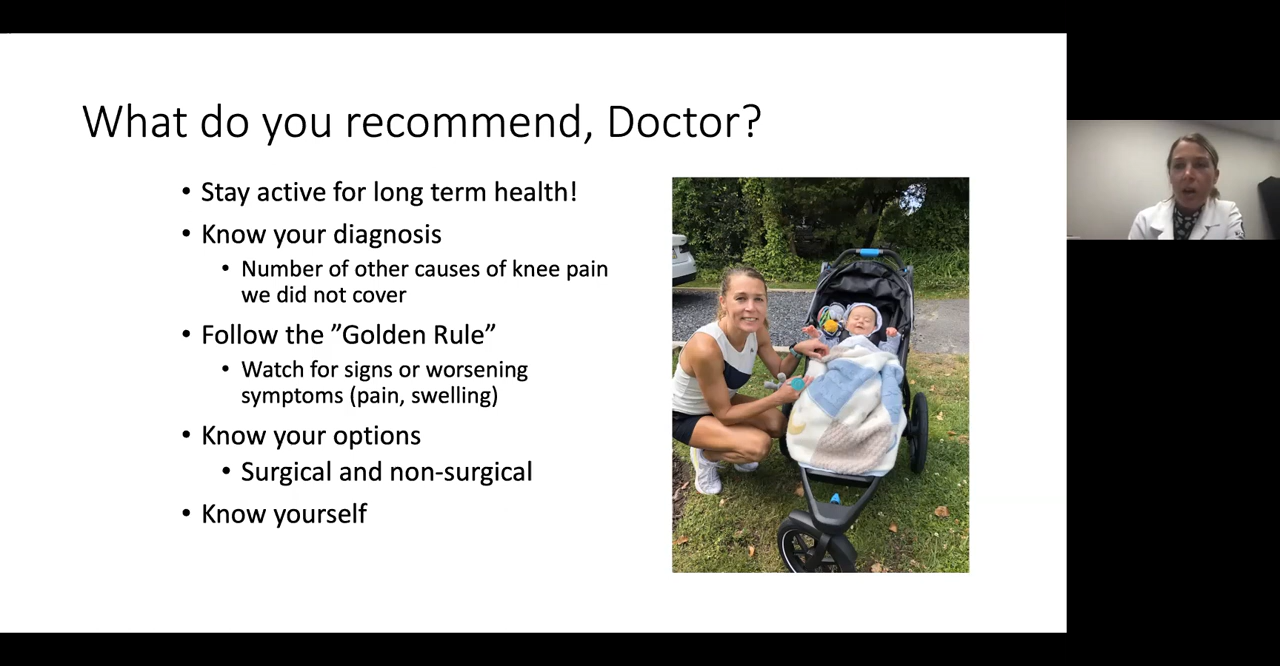 What do you recommend, Doctor?
• Stay active for long term health!
• Know your diagnosis
• Number of other causes of knee pain
we did not cover
• Follow the ”Golden Rule”
• Watch for signs or worsening
symptoms (pain, swelling)
• Know your options
• Surgical and non-surgical
• Know yourself